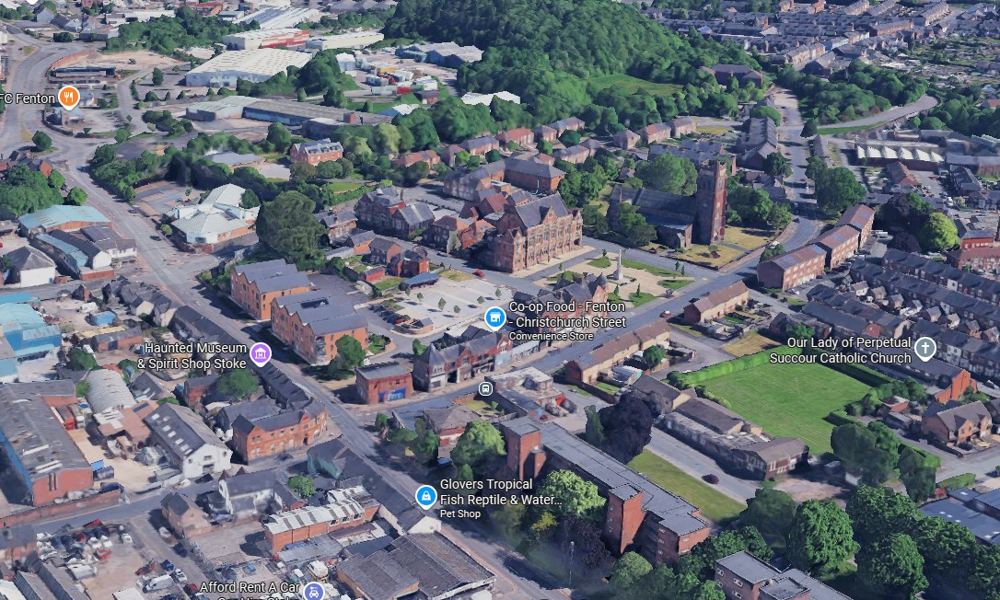 FC Fenton
Co-op Food - Fenton
- Christchurch Street
Convenience Store
Haunted Museum
& Spirit Shop Stoke
Our Lady of Perpetual
Succour Catholic Church
Glovers Tropical
Fish Reptile & Water...
Pet Shop
Afford Rent A Car